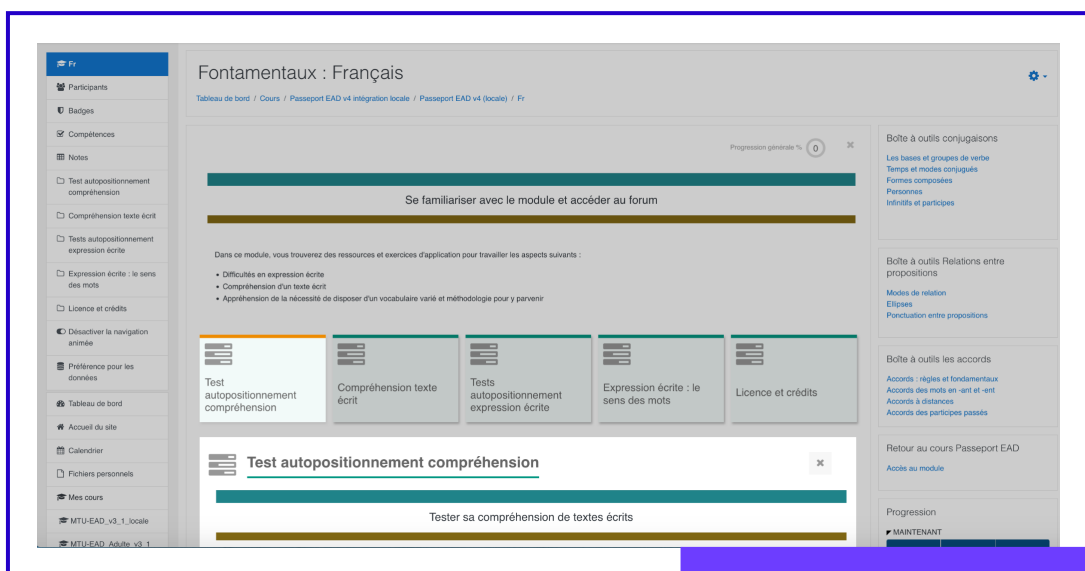 Fr
Participants
Badges
Compétences
Notes
Test autopositionnement
compréhension
Compréhension texte écrit
Tests autopositionnement
expression écrite
Expression écrite : le sens
des mots
Licence et crédits
Désactiver la navigation
animée
Préférence pour les
données
Tableau de bord
Accueil du site
Calendrier
Fichiers personnels
Mes cours
MTU-EAD_v3_1_locale
MTU-EAD_Adulte_v3_1
Fontamentaux : Français
Tableau de bord / Cours / Passeport EAD v4 intégration locale / Passeport EAD v4 (locale) / Fr
Progression générale % 0
Se familiariser avec le module et accéder au forum
Dans ce module, vous trouverez des ressources et exercices d'application pour travailler les aspects suivants :
• Difficultés en expression écrite
• Compréhension d'un texte écrit
• Appréhension de la nécessité de disposer d'un vocabulaire varié et méthodologie pour y parvenir
Test
autopositionnement
compréhension
Compréhension texte
écrit
Tests
autopositionnement
expression écrite
Expression écrite : le
sens des mots
Licence et crédits
Test autopositionnement compréhension
Tester sa compréhension de textes écrits
Boîte à outils conjugaisons
Les bases et groupes de verbe
Temps et modes conjugués
Formes composées
Personnes
Infinitifs et participes
Boîte à outils Relations entre
propositions
Modes de relation
Ellipses
Ponctuation entre propositions
Boîte à outils les accords
Accords : règles et fondamentaux
Accords des mots en -ant et -ent
Accords à distances
Accords des participes passés
Retour au cours Passeport EAD
Accès au module
Progression
MAINTENANT